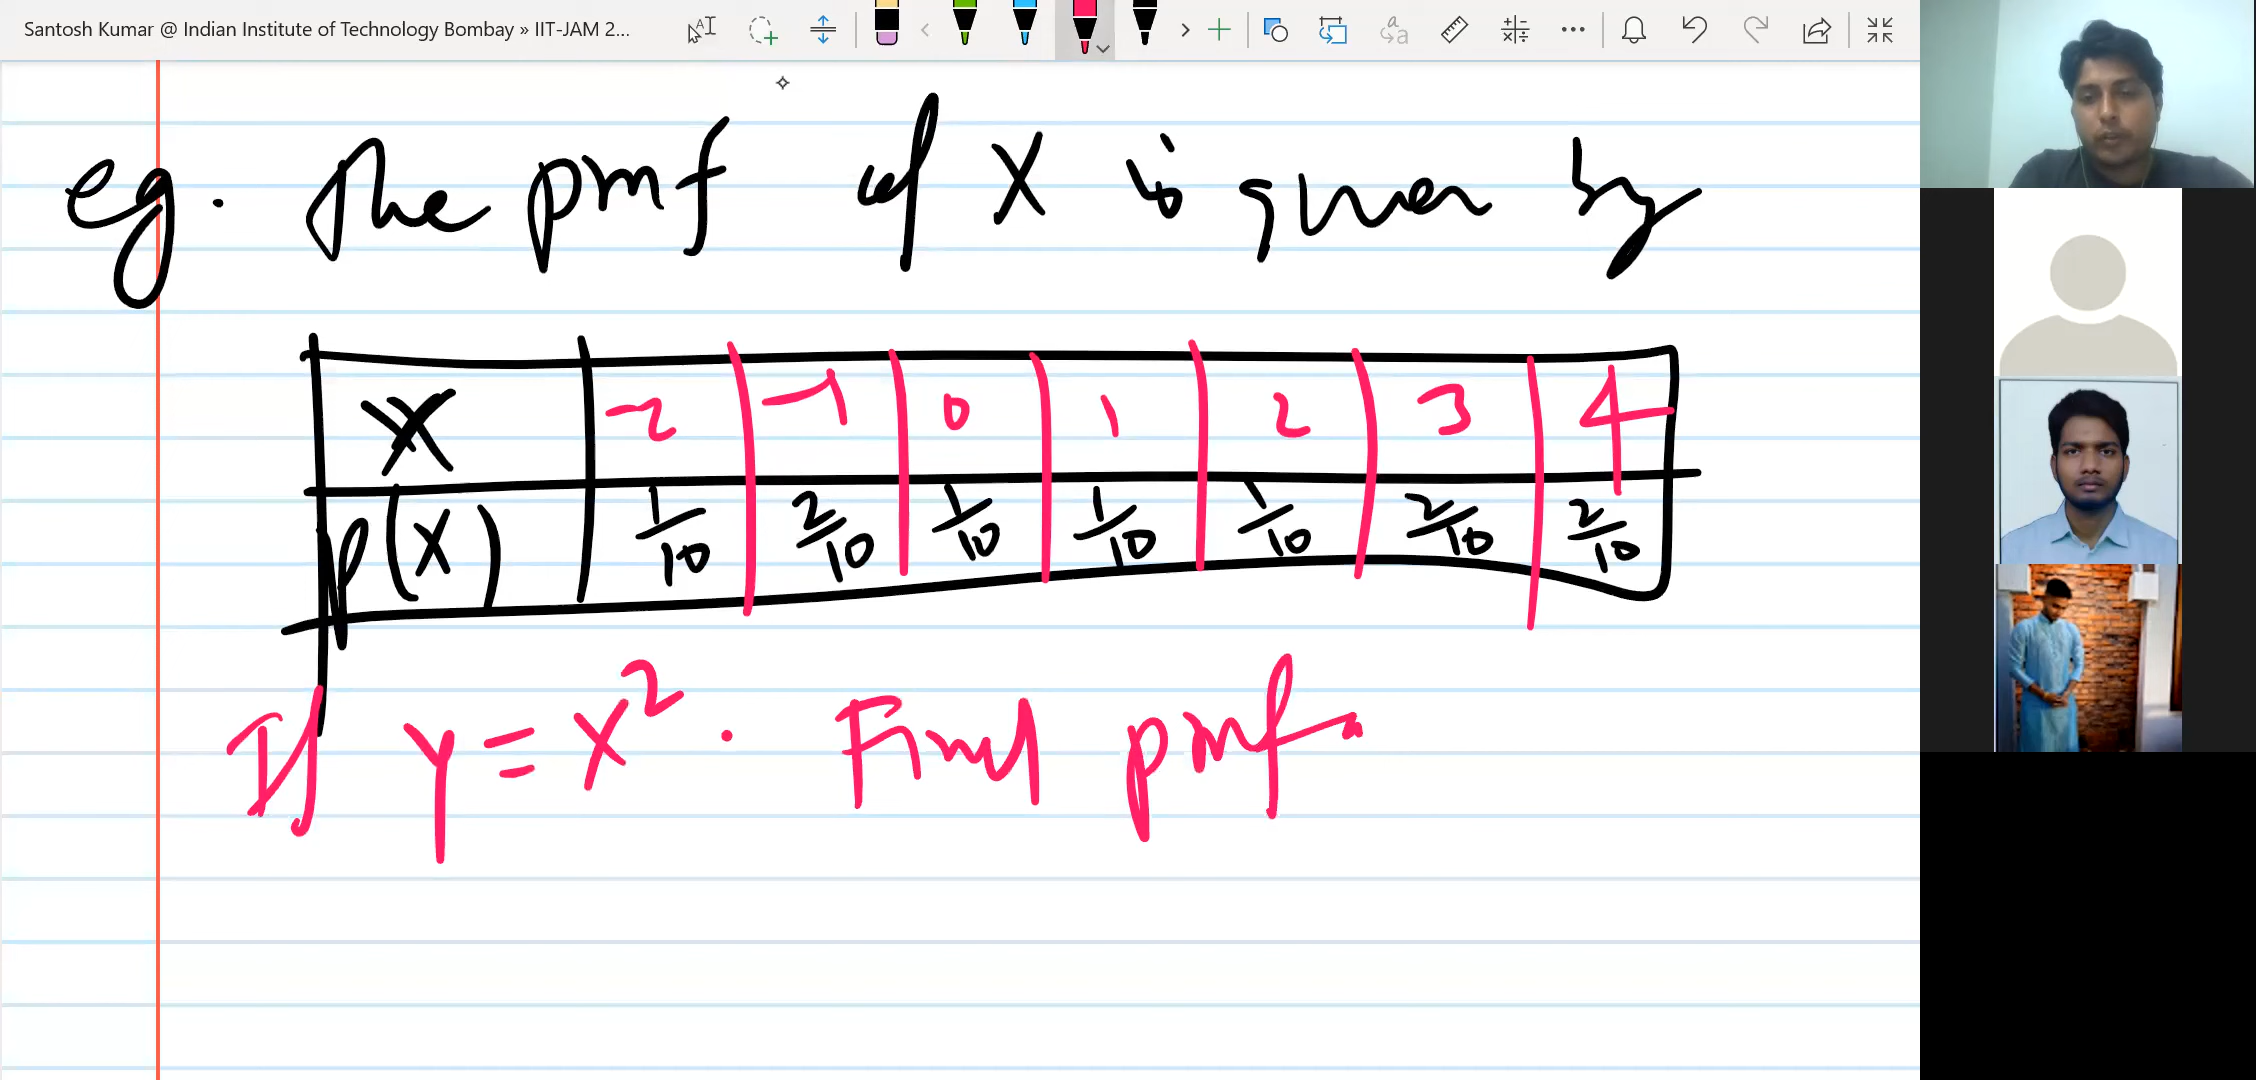 Santosh Kumar @ Indian Institute of Technology Bombay » IIT-JAM 2...
eg. The pmf of X is given by
X -2 -1 0 1 2 3 4
p(X) 1/10 2/10 1/10 1/10 1/10 2/10 2/10
If Y = X² . Find pmf